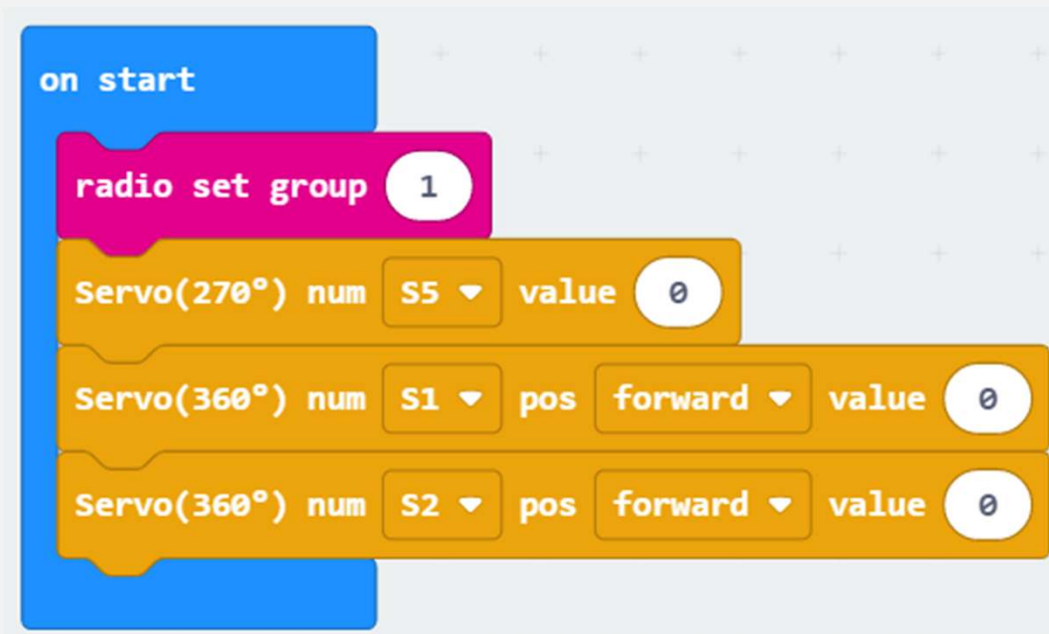 on start
radio set group 1
Servo(270°) num S5 value 0
Servo(360°) num S1 pos forward value 0
Servo(360°) num S2 pos forward value 0